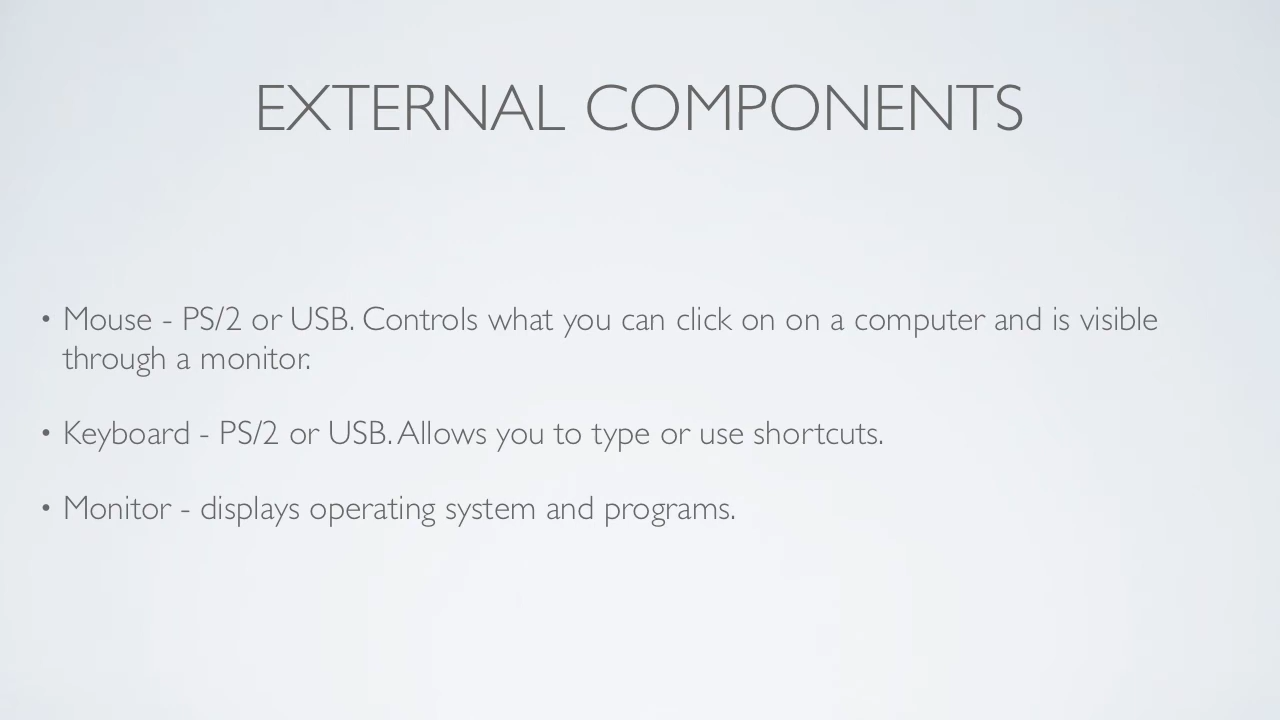 EXTERNAL COMPONENTS
• Mouse - PS/2 or USB. Controls what you can click on on a computer and is visible
through a monitor.
• Keyboard - PS/2 or USB. Allows you to type or use shortcuts.
• Monitor - displays operating system and programs.